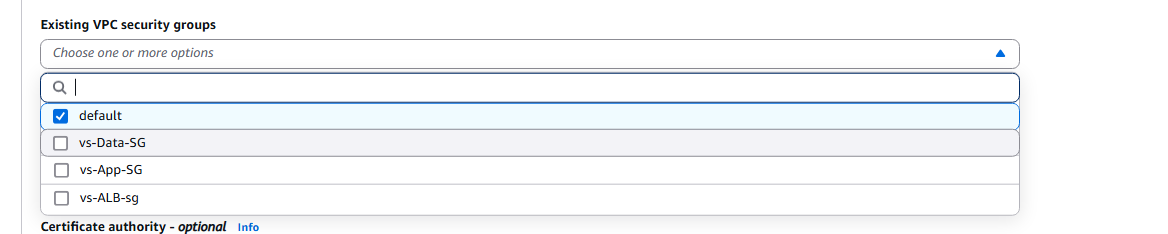 Existing VPC security groups
Choose one or more options
default
vs-Data-SG
vs-App-SG
vs-ALB-sg
Certificate authority - optional Info